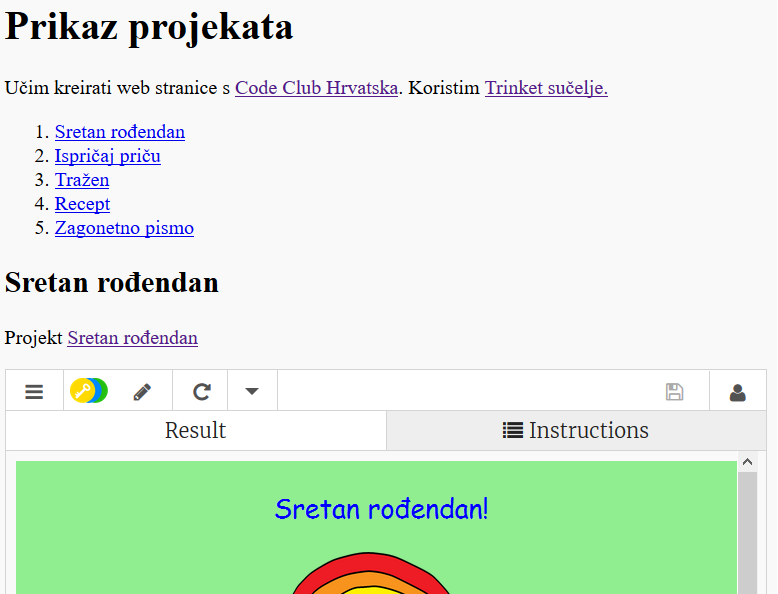 Prikaz projekata
Učim kreirati web stranice s Code Club Hrvatska. Koristim Trinket sučelje.
1. Sretan rođendan
2. Ispričaj priču
3. Tražen
4. Recept
5. Zagonetno pismo
Sretan rođendan
Projekt Sretan rođendan
Result
Instructions
Sretan rođendan!